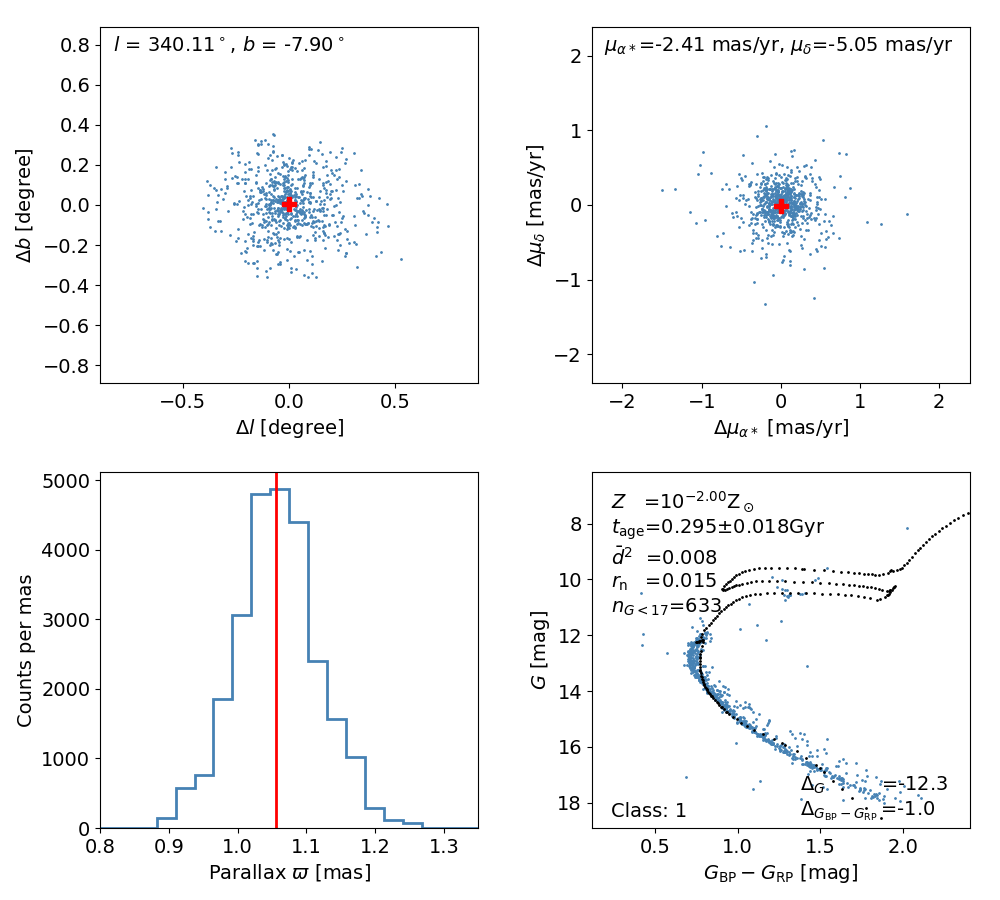 l = 340.11°, b = -7.90°
0.8
0.6
0.4
0.2
0.0
−0.2
−0.4
−0.6
−0.8
Δb [degree]
−0.5 0.0 0.5
Δl [degree]
μα*=-2.41 mas/yr, μδ=-5.05 mas/yr
2
1
0
−1
−2
Δμδ [mas/yr]
−2 −1 0 1 2
Δμα* [mas/yr]
5000
4000
3000
2000
1000
0
Counts per mas
0.8 0.9 1.0 1.1 1.2 1.3
Parallax ϖ [mas]
Z =10^−2.00Z⊙
t_age=0.295±0.018Gyr
d̄² =0.008
r_n =0.015
n_G<17=633
8
10
12
14
16
18
G [mag]
Δ_G =-12.3
Δ_GBP−GRP =-1.0
Class: 1
0.5 1.0 1.5 2.0
G_BP − G_RP [mag]